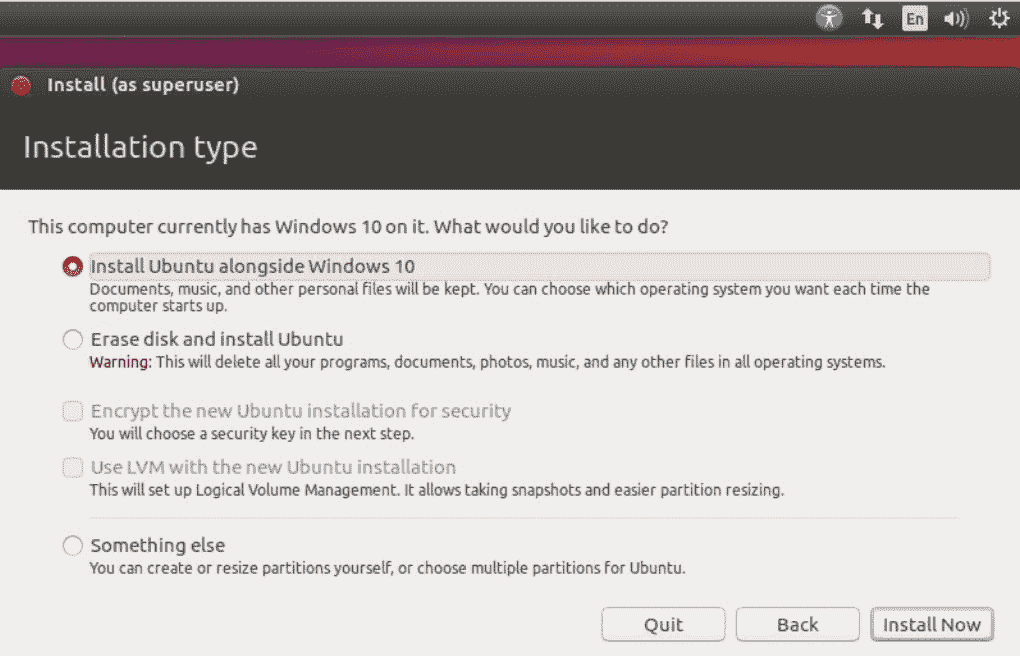 En
Install (as superuser)
Installation type
This computer currently has Windows 10 on it. What would you like to do?
Install Ubuntu alongside Windows 10
Documents, music, and other personal files will be kept. You can choose which operating system you want each time the
computer starts up.
Erase disk and install Ubuntu
Warning: This will delete all your programs, documents, photos, music, and any other files in all operating systems.
Encrypt the new Ubuntu installation for security
You will choose a security key in the next step.
Use LVM with the new Ubuntu installation
This will set up Logical Volume Management. It allows taking snapshots and easier partition resizing.
Something else
You can create or resize partitions yourself, or choose multiple partitions for Ubuntu.
Quit
Back
Install Now